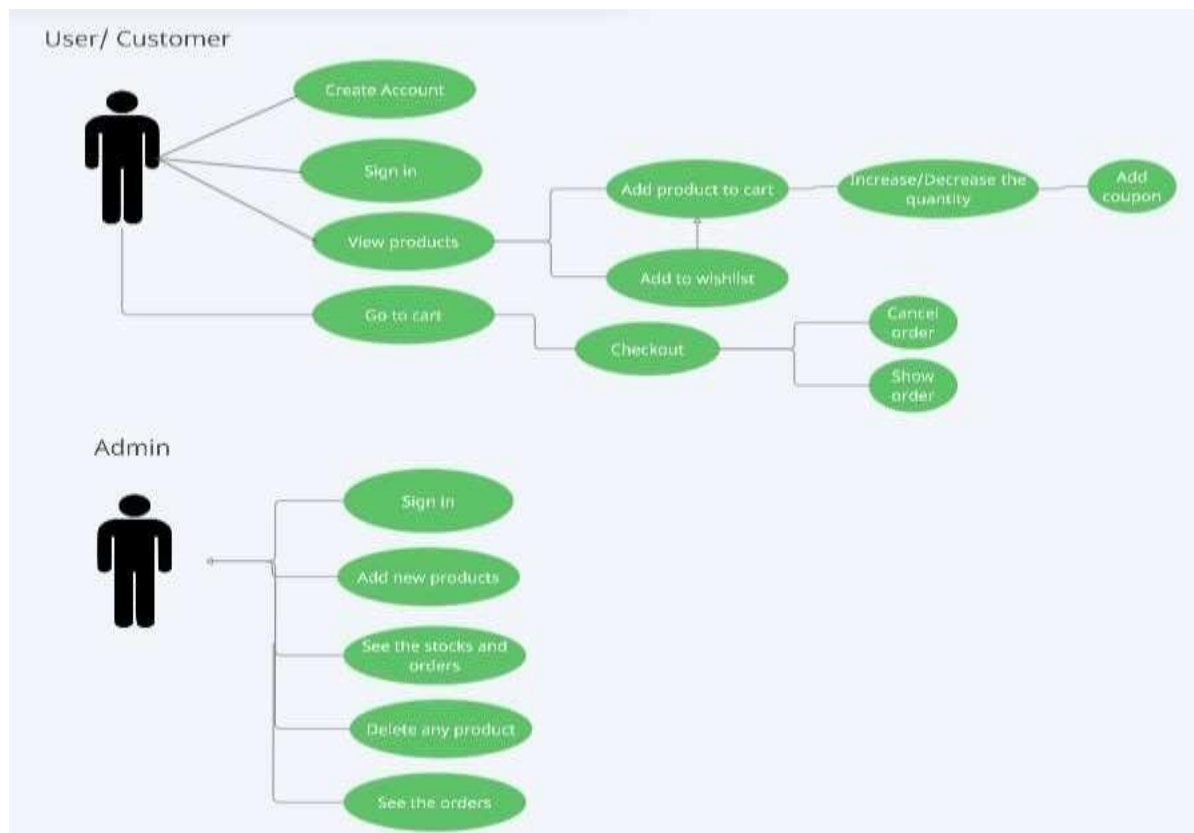 User/ Customer
Create Account
Sign in
View products
Add product to cart
Increase/Decrease the
quantity
Add
coupon
Add to wishlist
Go to cart
Checkout
Cancel
order
Show
order
Admin
Sign in
Add new products
See the stocks and
orders
Delete any product
See the orders